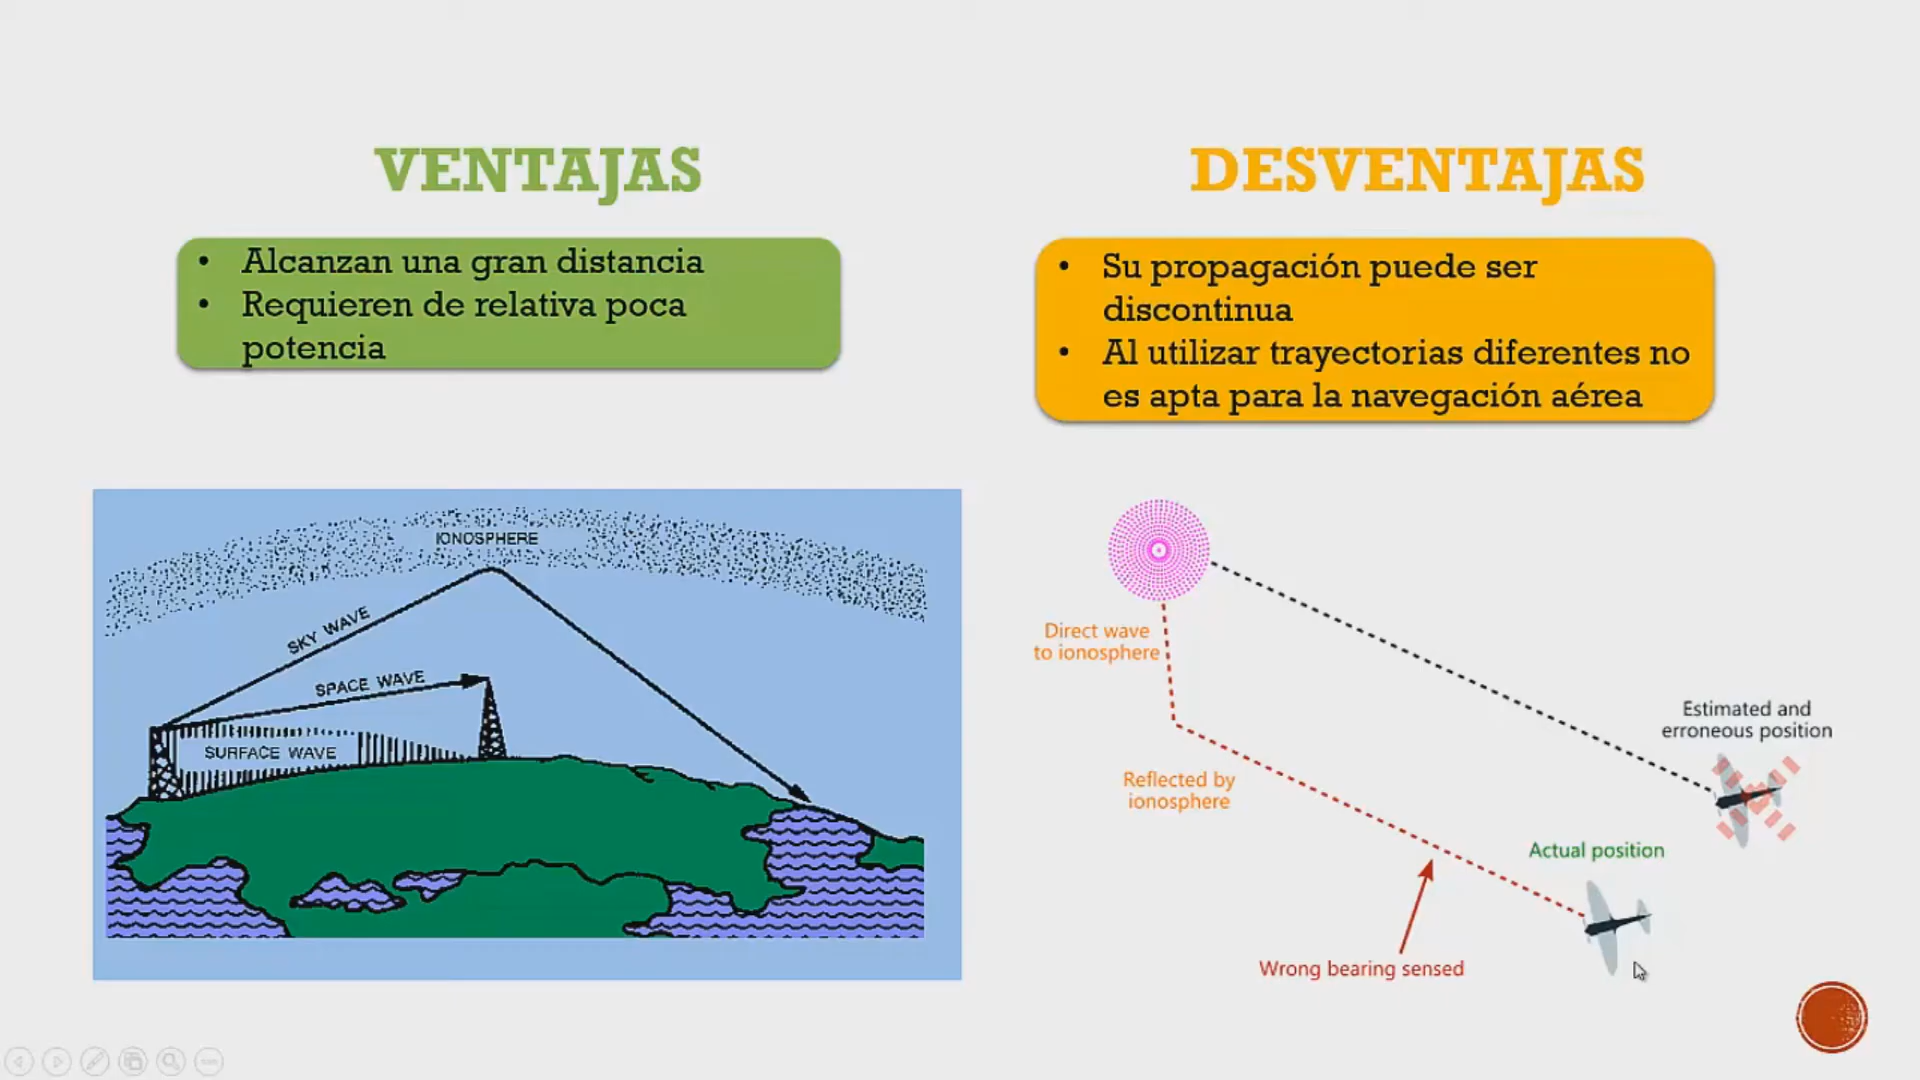 VENTAJAS
• Alcanzan una gran distancia
• Requieren de relativa poca
potencia
DESVENTAJAS
• Su propagación puede ser
discontinua
• Al utilizar trayectorias diferentes no
es apta para la navegación aérea
IONOSPHERE
SKY WAVE
SPACE WAVE
SURFACE WAVE
Direct wave
to ionosphere
Reflected by
ionosphere
Estimated and
erroneous position
Actual position
Wrong bearing sensed